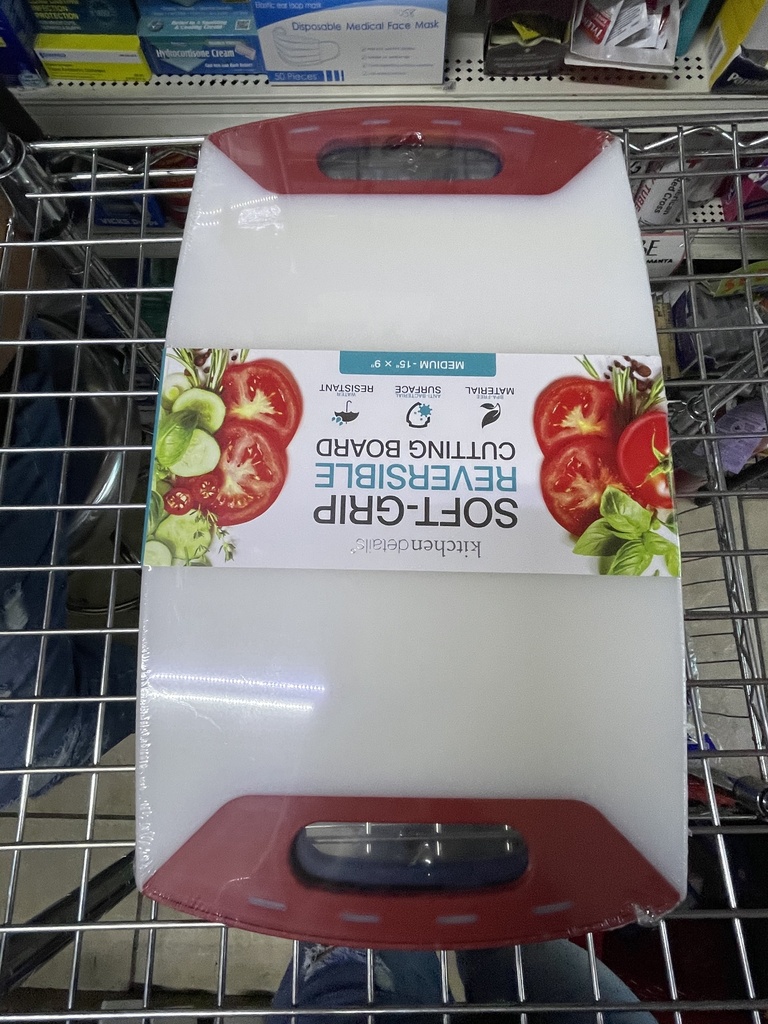 Disposable Medical Face Mask
50 Pieces
Hydrocortisone Cream
kitchendetails®
SOFT-GRIP
REVERSIBLE
CUTTING BOARD
BPA-FREE
MATERIAL
ANTI-BACTERIAL
SURFACE
WATER
RESISTANT
MEDIUM - 15" × 9"